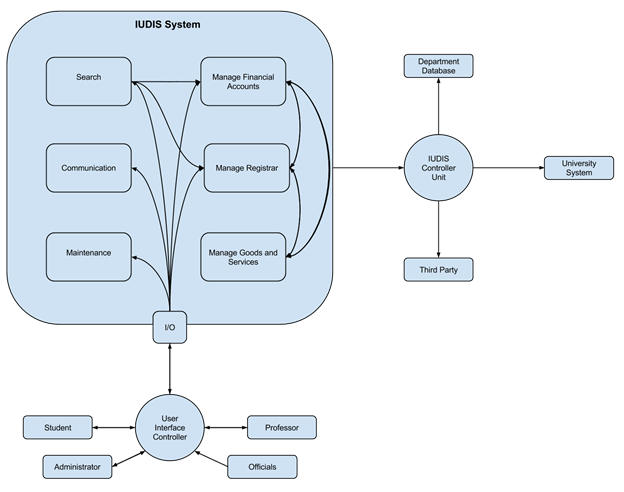 IUDIS System
Search
Manage Financial
Accounts
Communication
Manage Registrar
Maintenance
Manage Goods and
Services
I/O
Department
Database
IUDIS
Controller
Unit
University
System
Third Party
User
Interface
Controller
Student
Professor
Administrator
Officials